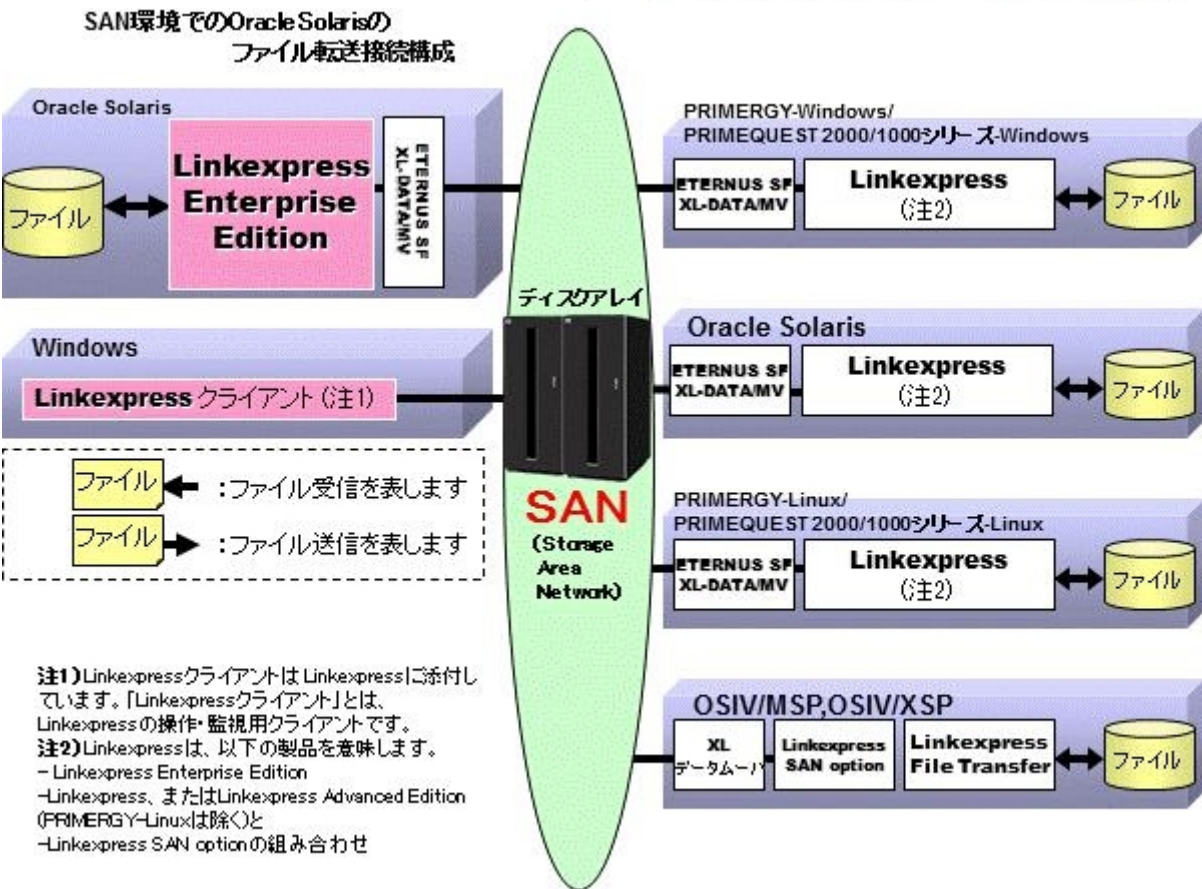 SAN環境でのOracle Solarisの
ファイル転送接続構成
Oracle Solaris
ファイル
Linkexpress
Enterprise
Edition
ETERNUS SF
XL-DATA/MV
Windows
Linkexpress クライアント (注1)
ファイル
:ファイル受信を表します
ファイル
:ファイル送信を表します
注1)Linkexpressクライアントは Linkexpressに添付し
ています。「Linkexpressクライアント」とは、
Linkexpressの操作・監視用クライアントです。
注2)Linkexpressは、以下の製品を意味します。
- Linkexpress Enterprise Edition
-Linkexpress、またはLinkexpress Advanced Edition
(PRIMERGY-Linuxは除く)と
-Linkexpress SAN optionの組み合わせ
ディスクアレイ
SAN
(Storage
Area
Network)
PRIMERGY-Windows/
PRIMEQUEST 2000/1000シリーズ-Windows
ETERNUS SF
XL-DATA/MV
Linkexpress
(注2)
ファイル
Oracle Solaris
ETERNUS SF
XL-DATA/MV
Linkexpress
(注2)
ファイル
PRIMERGY-Linux/
PRIMEQUEST 2000/1000シリーズ-Linux
ETERNUS SF
XL-DATA/MV
Linkexpress
(注2)
ファイル
OSIV/MSP,OSIV/XSP
XL
データムーバ
Linkexpress
SAN option
Linkexpress
File Transfer
ファイル